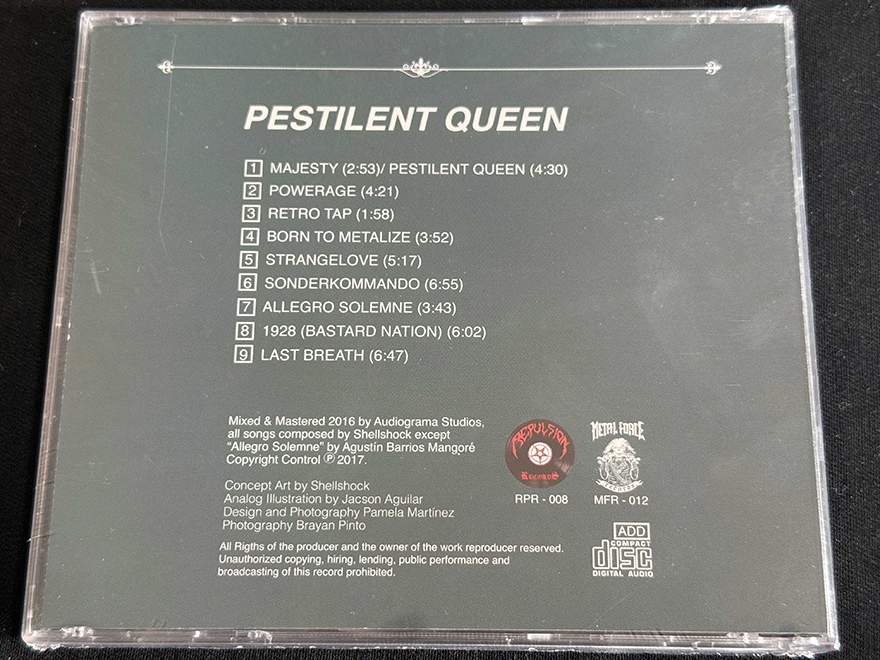 PESTILENT QUEEN
1 MAJESTY (2:53)/ PESTILENT QUEEN (4:30)
2 POWERAGE (4:21)
3 RETRO TAP (1:58)
4 BORN TO METALIZE (3:52)
5 STRANGELOVE (5:17)
6 SONDERKOMMANDO (6:55)
7 ALLEGRO SOLEMNE (3:43)
8 1928 (BASTARD NATION) (6:02)
9 LAST BREATH (6:47)
Mixed & Mastered 2016 by Audiograma Studios,
all songs composed by Shellshock except
“Allegro Solemne” by Agustín Barrios Mangoré
Copyright Control ℗ 2017.
Concept Art by Shellshock
Analog Illustration by Jacson Aguilar
Design and Photography Pamela Martínez
Photography Brayan Pinto
All Rigths of the producer and the owner of the work reproducer reserved.
Unauthorized copying, hiring, lending, public performance and
broadcasting of this record prohibited.
REPULSION
RECORDS
RPR - 008
METAL FORCE
RECORDS
MFR - 012
ADD
COMPACT
disc
DIGITAL AUDIO